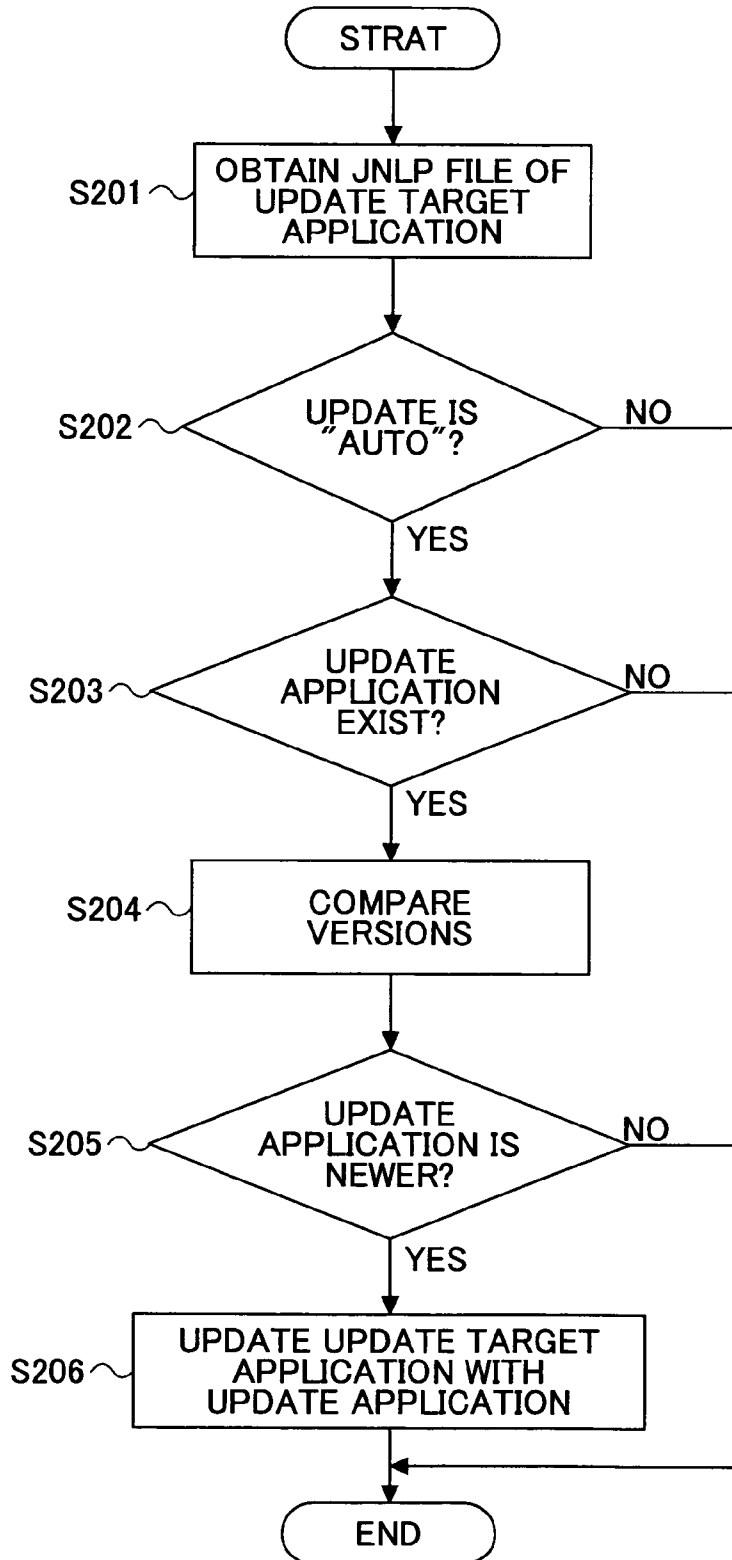 STRAT
S201
OBTAIN JNLP FILE OF
UPDATE TARGET
APPLICATION
S202
UPDATE IS
"AUTO"?
NO
YES
S203
UPDATE
APPLICATION
EXIST?
NO
YES
S204
COMPARE
VERSIONS
S205
UPDATE
APPLICATION IS
NEWER?
NO
YES
S206
UPDATE UPDATE TARGET
APPLICATION WITH
UPDATE APPLICATION
END